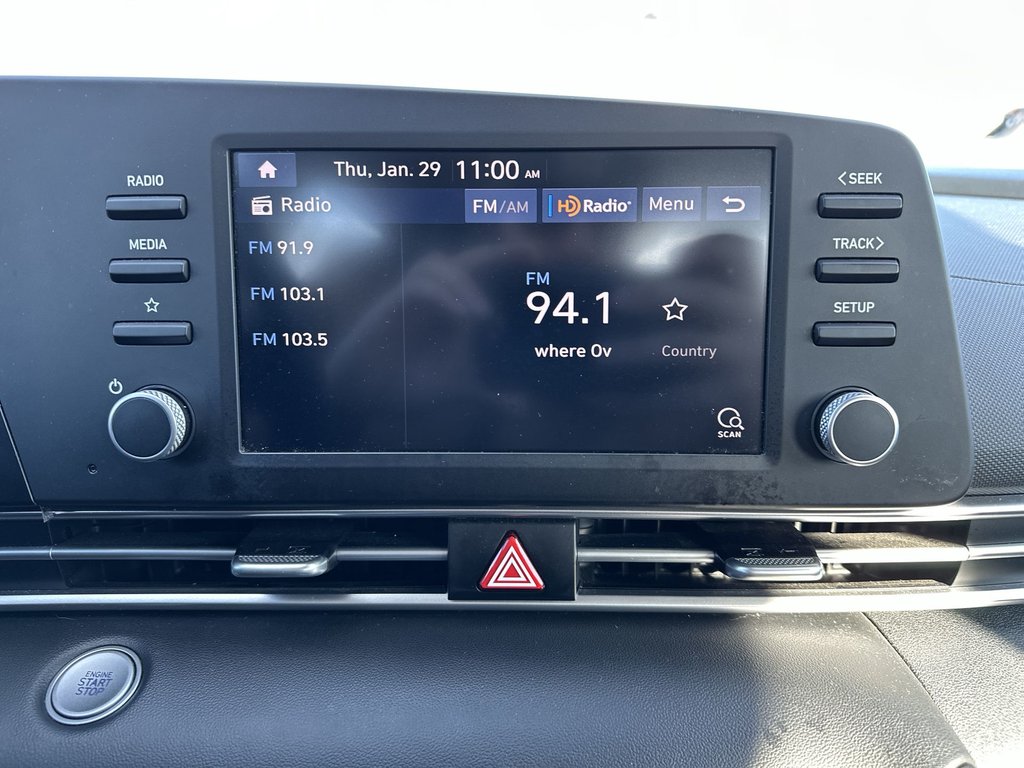 RADIO
MEDIA
Thu, Jan. 29 11:00 AM
Radio FM/AM HD Radio Menu
FM 91.9
FM 103.1
FM 103.5
FM
94.1
where Ov Country
SCAN
<SEEK
TRACK>
SETUP
ENGINE
START
STOP